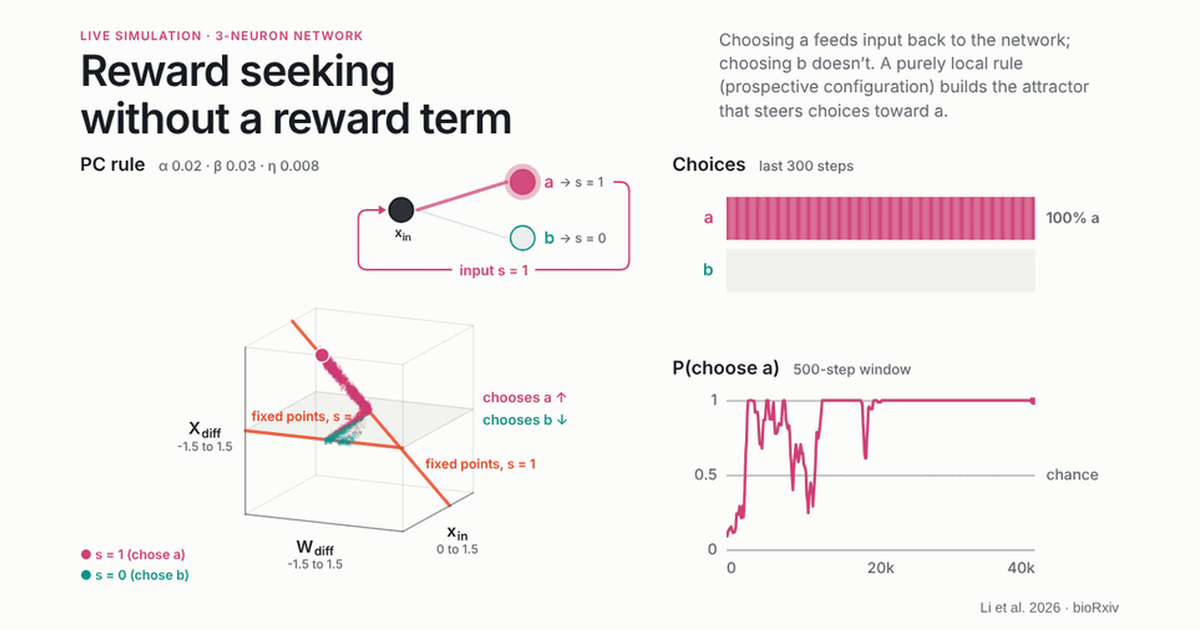 LIVE SIMULATION · 3-NEURON NETWORK
Reward seeking
without a reward term
Choosing a feeds input back to the network;
choosing b doesn’t. A purely local rule
(prospective configuration) builds the attractor
that steers choices toward a.
PC rule α 0.02 · β 0.03 · η 0.008
x_in
a → s = 1
b → s = 0
input s = 1
Choices last 300 steps
a
100% a
b
fixed points, s =
chooses a ↑
chooses b ↓
X_diff
-1.5 to 1.5
fixed points, s = 1
x_in
0 to 1.5
W_diff
-1.5 to 1.5
s = 1 (chose a)
s = 0 (chose b)
P(choose a) 500-step window
1
0.5
chance
0
0
20k
40k
Li et al. 2026 · bioRxiv